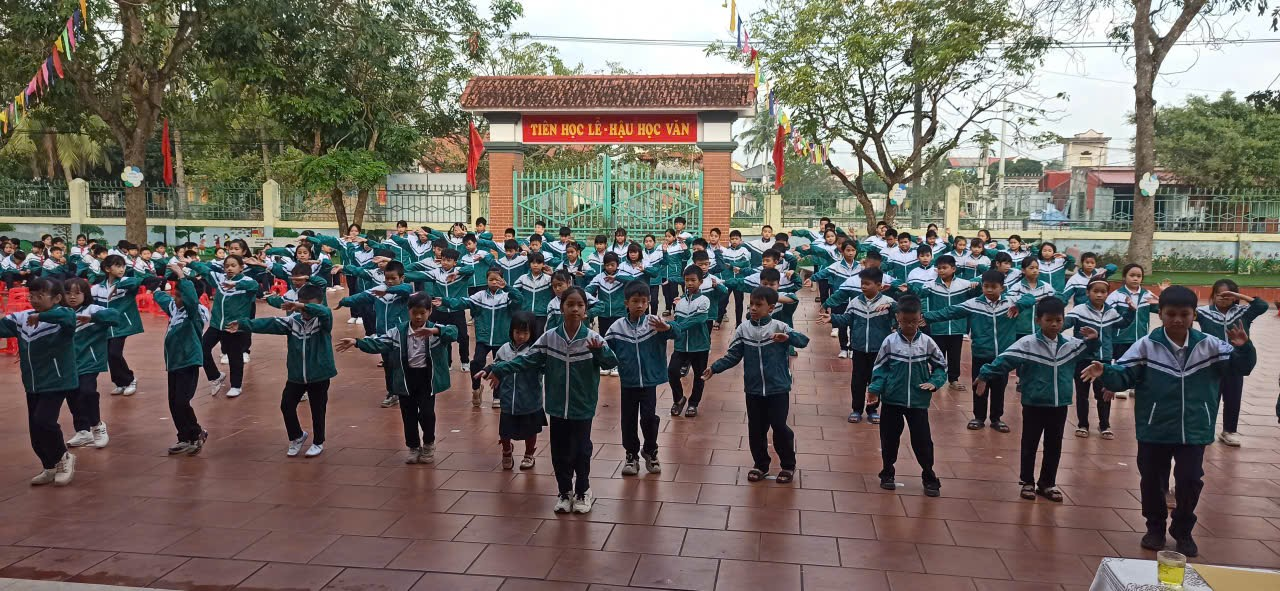 TIÊN HỌC LỄ - HẬU HỌC VĂN